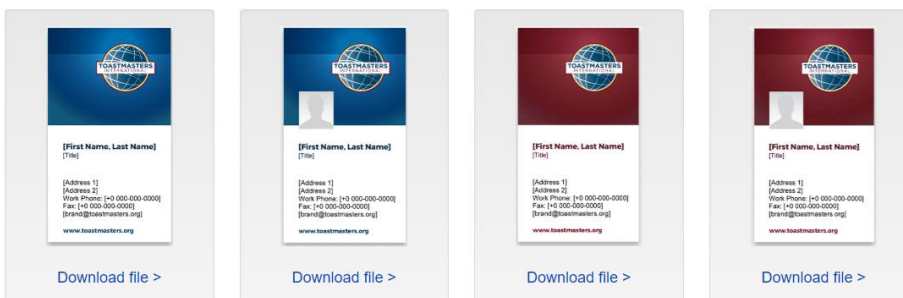 TOASTMASTERS
INTERNATIONAL
[First Name, Last Name]
[Title]
[Address 1]
[Address 2]
Work Phone: [+0 000-000-0000]
Fax: [+0 000-000-0000]
[brand@toastmasters.org]
www.toastmasters.org
Download file >
TOASTMASTERS
INTERNATIONAL
[First Name, Last Name]
[Title]
[Address 1]
[Address 2]
Work Phone: [+0 000-000-0000]
Fax: [+0 000-000-0000]
[brand@toastmasters.org]
www.toastmasters.org
Download file >
TOASTMASTERS
INTERNATIONAL
[First Name, Last Name]
[Title]
[Address 1]
[Address 2]
Work Phone: [+0 000-000-0000]
Fax: [+0 000-000-0000]
[brand@toastmasters.org]
www.toastmasters.org
Download file >
TOASTMASTERS
INTERNATIONAL
[First Name, Last Name]
[Title]
[Address 1]
[Address 2]
Work Phone: [+0 000-000-0000]
Fax: [+0 000-000-0000]
[brand@toastmasters.org]
www.toastmasters.org
Download file >